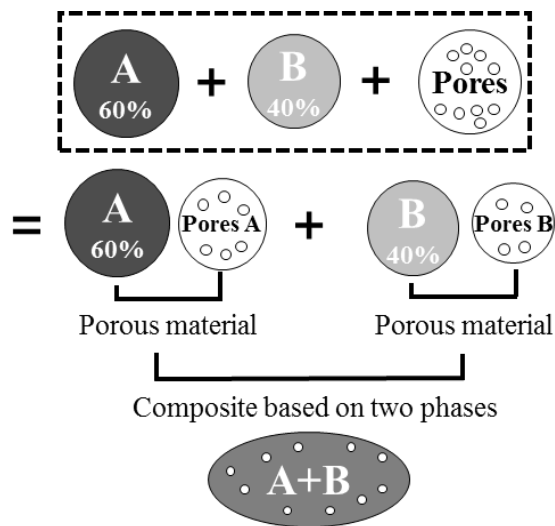 A + B + Pores
60% 40%
= A Pores A + B Pores B
60% 40%
Porous material Porous material
Composite based on two phases
A+B